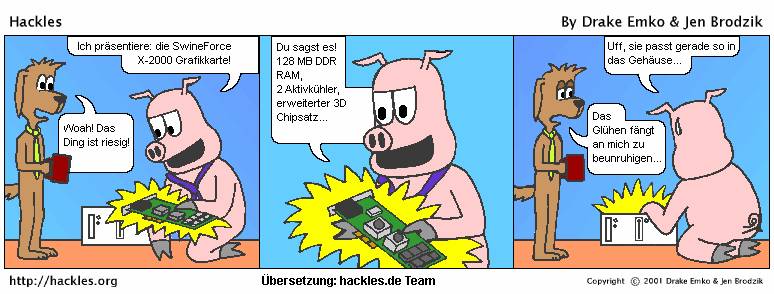 Hackles
By Drake Emko & Jen Brodzik
Ich präsentiere: die SwineForce
X-2000 Grafikkarte!
Woah! Das
Ding ist riesig!
Du sagst es!
128 MB DDR
RAM,
2 Aktivkühler,
erweiterter 3D
Chipsatz...
Uff, sie passt gerade so in
das Gehäuse...
Das
Glühen fängt
an mich zu
beunruhigen...
http://hackles.org
Übersetzung: hackles.de Team
Copyright © 2001 Drake Emko & Jen Brodzik